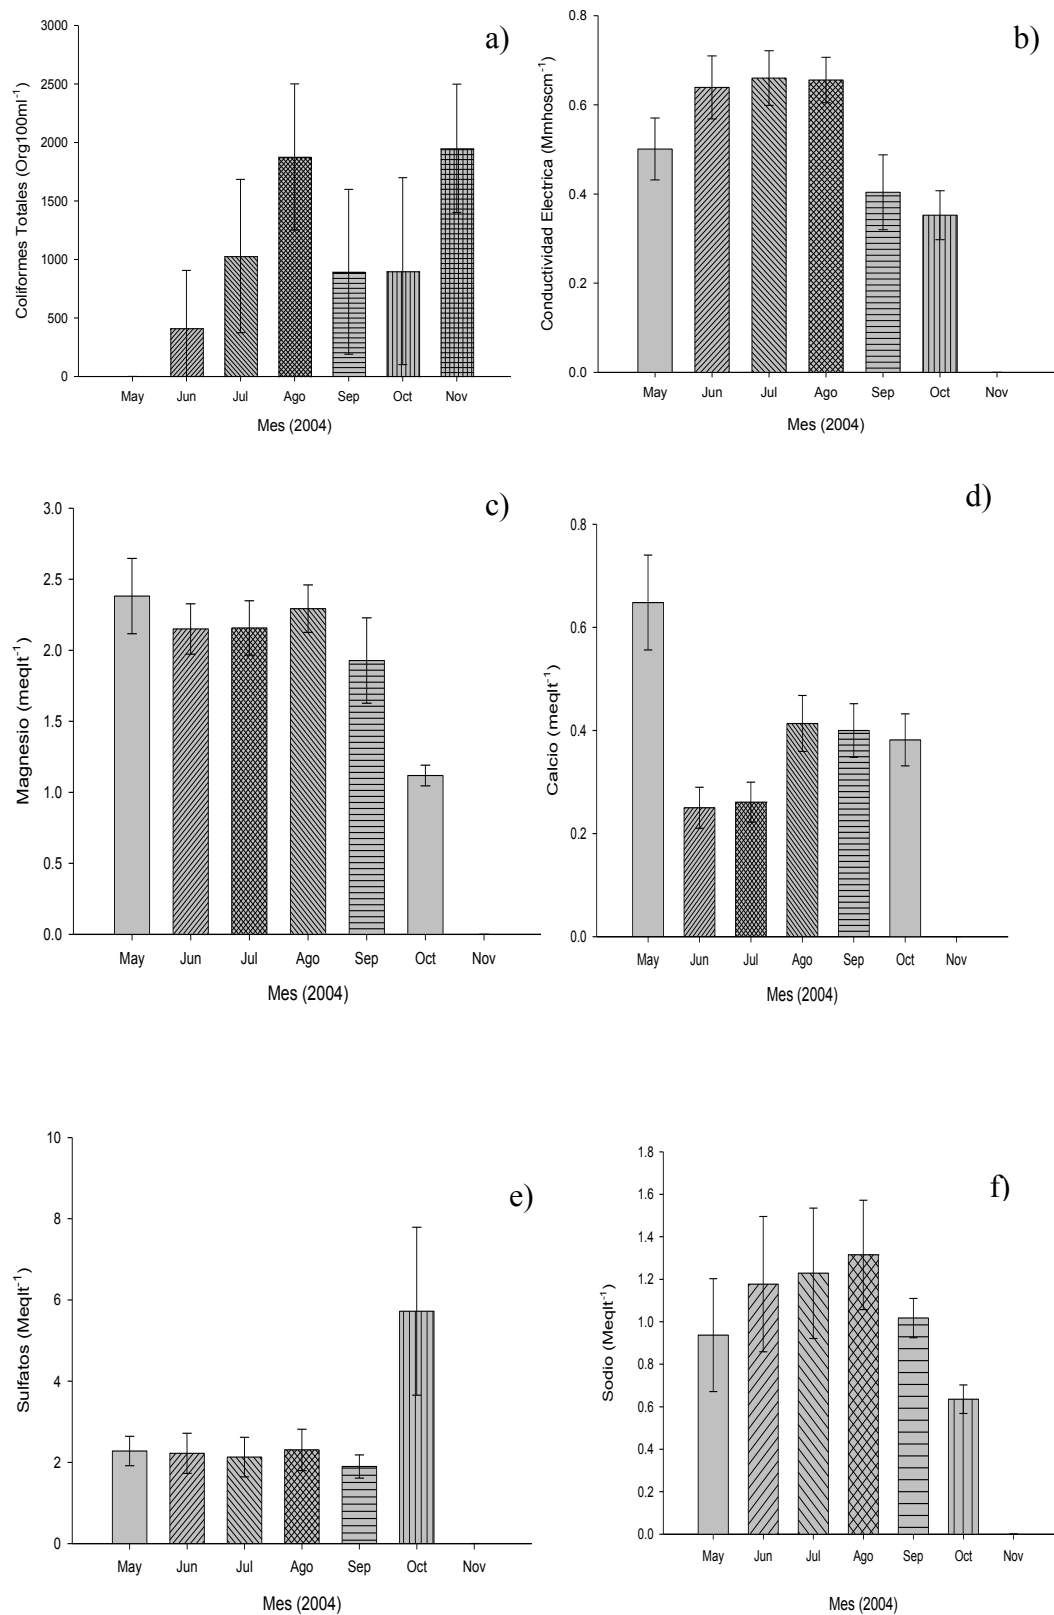 a)
Coliformes Totales (Org100ml⁻¹)
3000
2500
2000
1500
1000
500
0
May Jun Jul Ago Sep Oct Nov
Mes (2004)
b)
Conductividad Electrica (Mmhoscm⁻¹)
0.8
0.6
0.4
0.2
0.0
May Jun Jul Ago Sep Oct Nov
Mes (2004)
c)
Magnesio (meqlt⁻¹)
3.0
2.5
2.0
1.5
1.0
0.5
0.0
May Jun Jul Ago Sep Oct Nov
Mes (2004)
d)
Calcio (meqlt⁻¹)
0.8
0.6
0.4
0.2
0.0
May Jun Jul Ago Sep Oct Nov
Mes (2004)
e)
Sulfatos (Meqlt⁻¹)
10
8
6
4
2
0
May Jun Jul Ago Sep Oct Nov
Mes (2004)
f)
Sodio (Meqlt⁻¹)
1.8
1.6
1.4
1.2
1.0
0.8
0.6
0.4
0.2
0.0
May Jun Jul Ago Sep Oct Nov
Mes (2004)